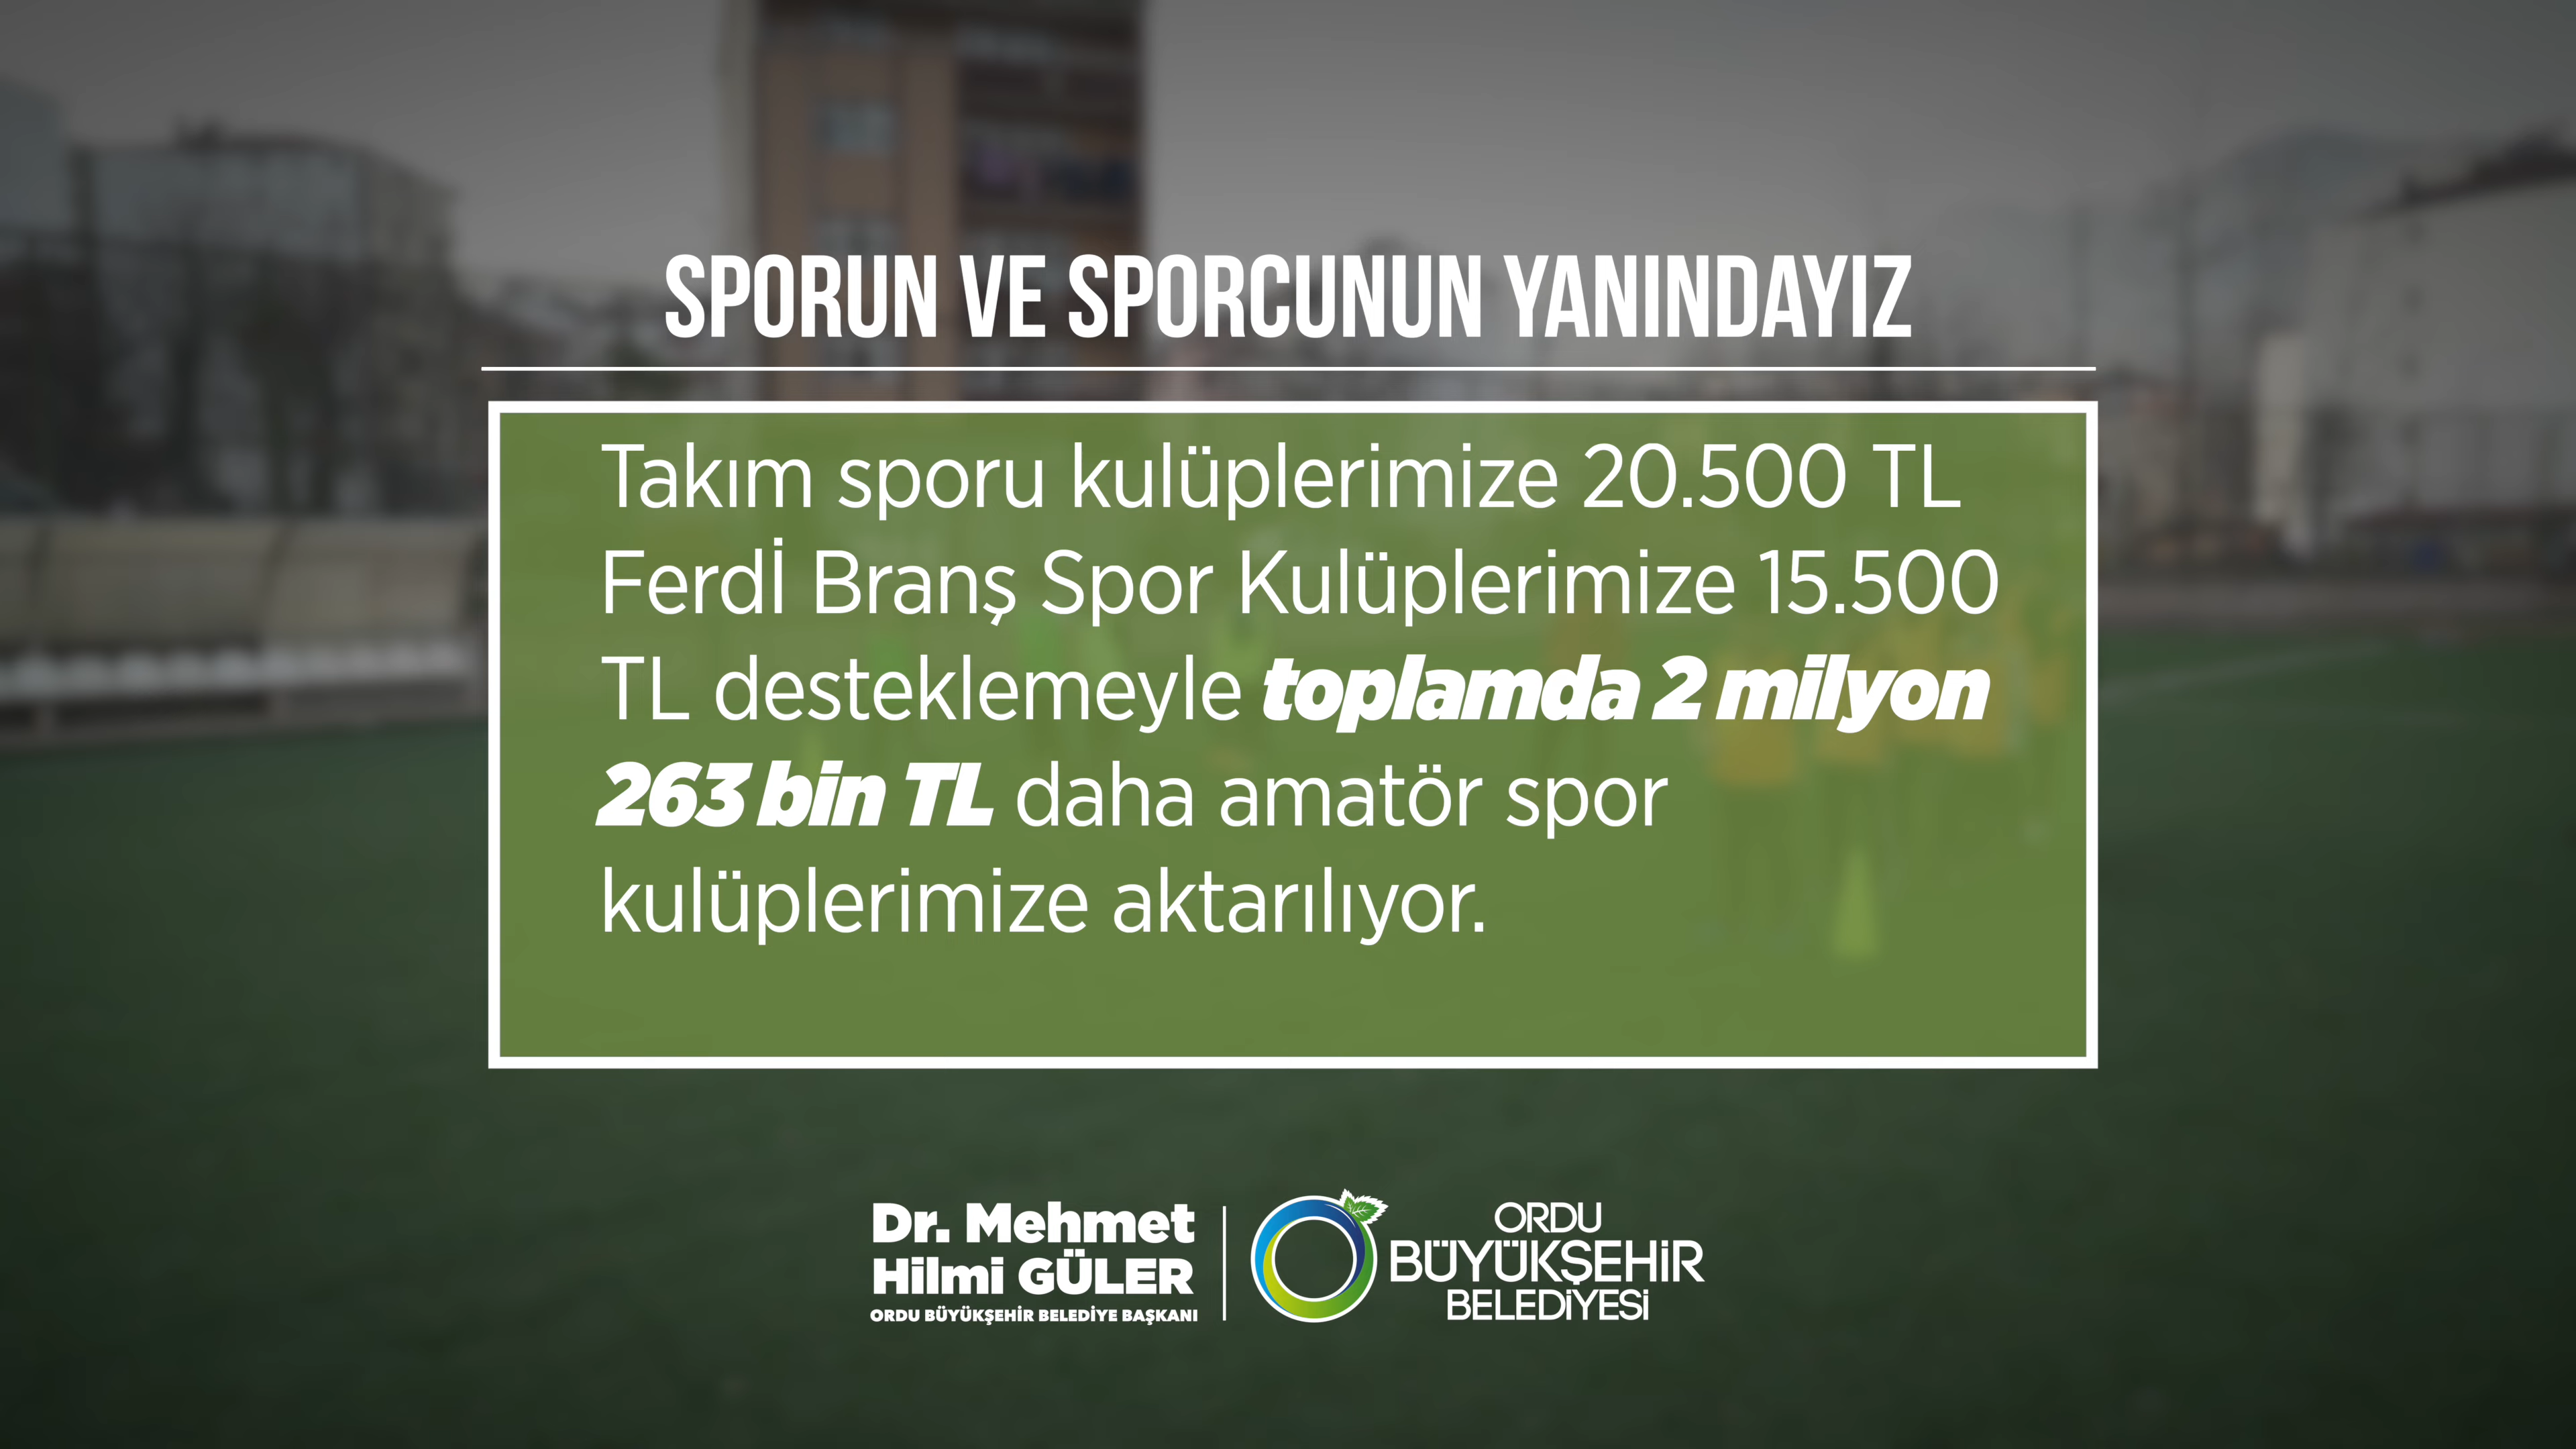 SPORUN VE SPORCUNUN YANINDAYIZ
Takım sporu kulüplerimize 20.500 TL
Ferdİ Branş Spor Kulüplerimize 15.500
TL desteklemeyle toplamda 2 milyon
263 bin TL daha amatör spor
kulüplerimize aktarılıyor.
Dr. Mehmet
Hilmi GÜLER
ORDU BÜYÜKŞEHİR BELEDİYE BAŞKANI
ORDU
BÜYÜKŞEHİR
BELEDİYESİ